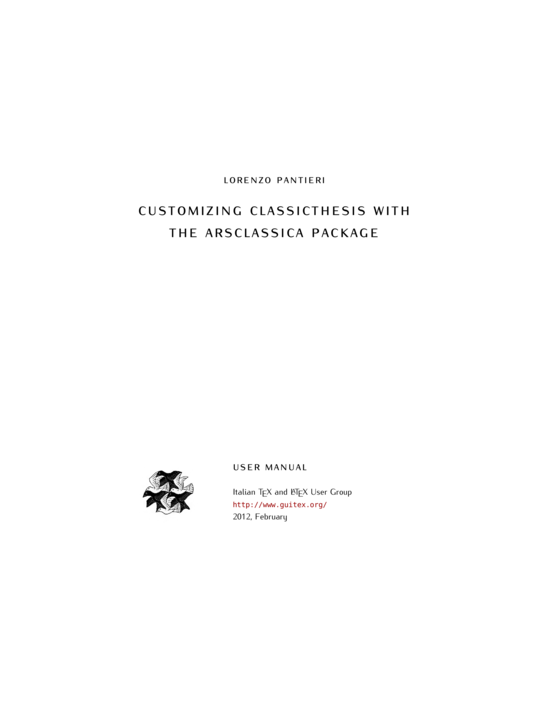 LORENZO PANTIERI
CUSTOMIZING CLASSICTHESIS WITH
THE ARSCLASSICA PACKAGE
USER MANUAL
Italian TEX and LATEX User Group
http://www.guitex.org/
2012, February